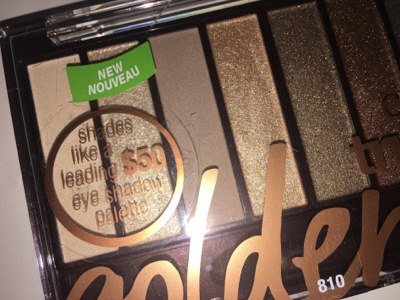 NEW
NOUVEAU
shades
like a
leading $50
eye shadow
palette
golden
810